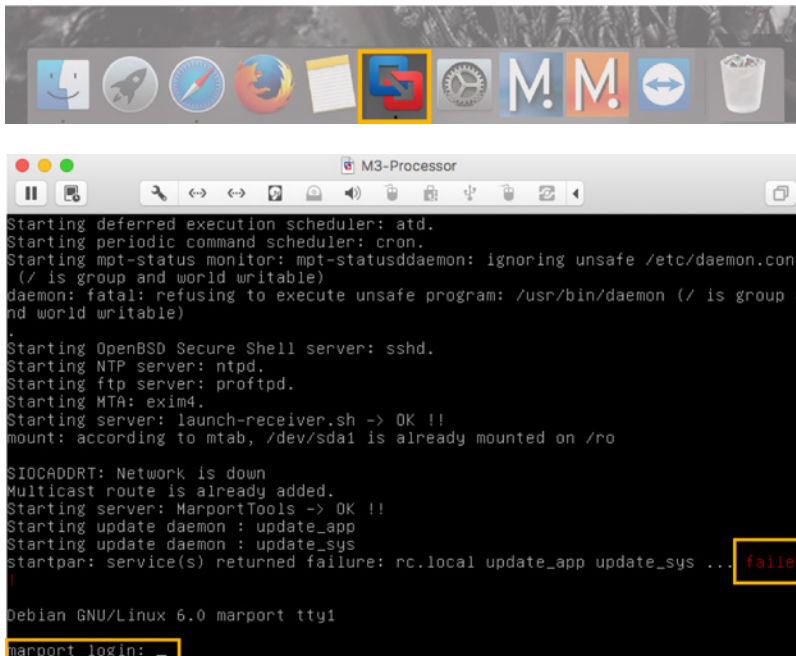 M. M.
M3-Processor
Starting deferred execution scheduler: atd.
Starting periodic command scheduler: cron.
Starting mpt-status monitor: mpt-statusddaemon: ignoring unsafe /etc/daemon.con
(/ is group and world writable)
daemon: fatal: refusing to execute unsafe program: /usr/bin/daemon (/ is group
nd world writable)
.
Starting OpenBSD Secure Shell server: sshd.
Starting NTP server: ntpd.
Starting ftp server: proftpd.
Starting MTA: exim4.
Starting server: launch-receiver.sh -> OK !!
mount: according to mtab, /dev/sda1 is already mounted on /ro
SIOCADDRT: Network is down
Multicast route is already added.
Starting server: MarportTools -> OK !!
Starting update daemon : update_app
Starting update daemon : update_sys
startpar: service(s) returned failure: rc.local update_app update_sys ... faile
!
Debian GNU/Linux 6.0 marport tty1
marport login: _